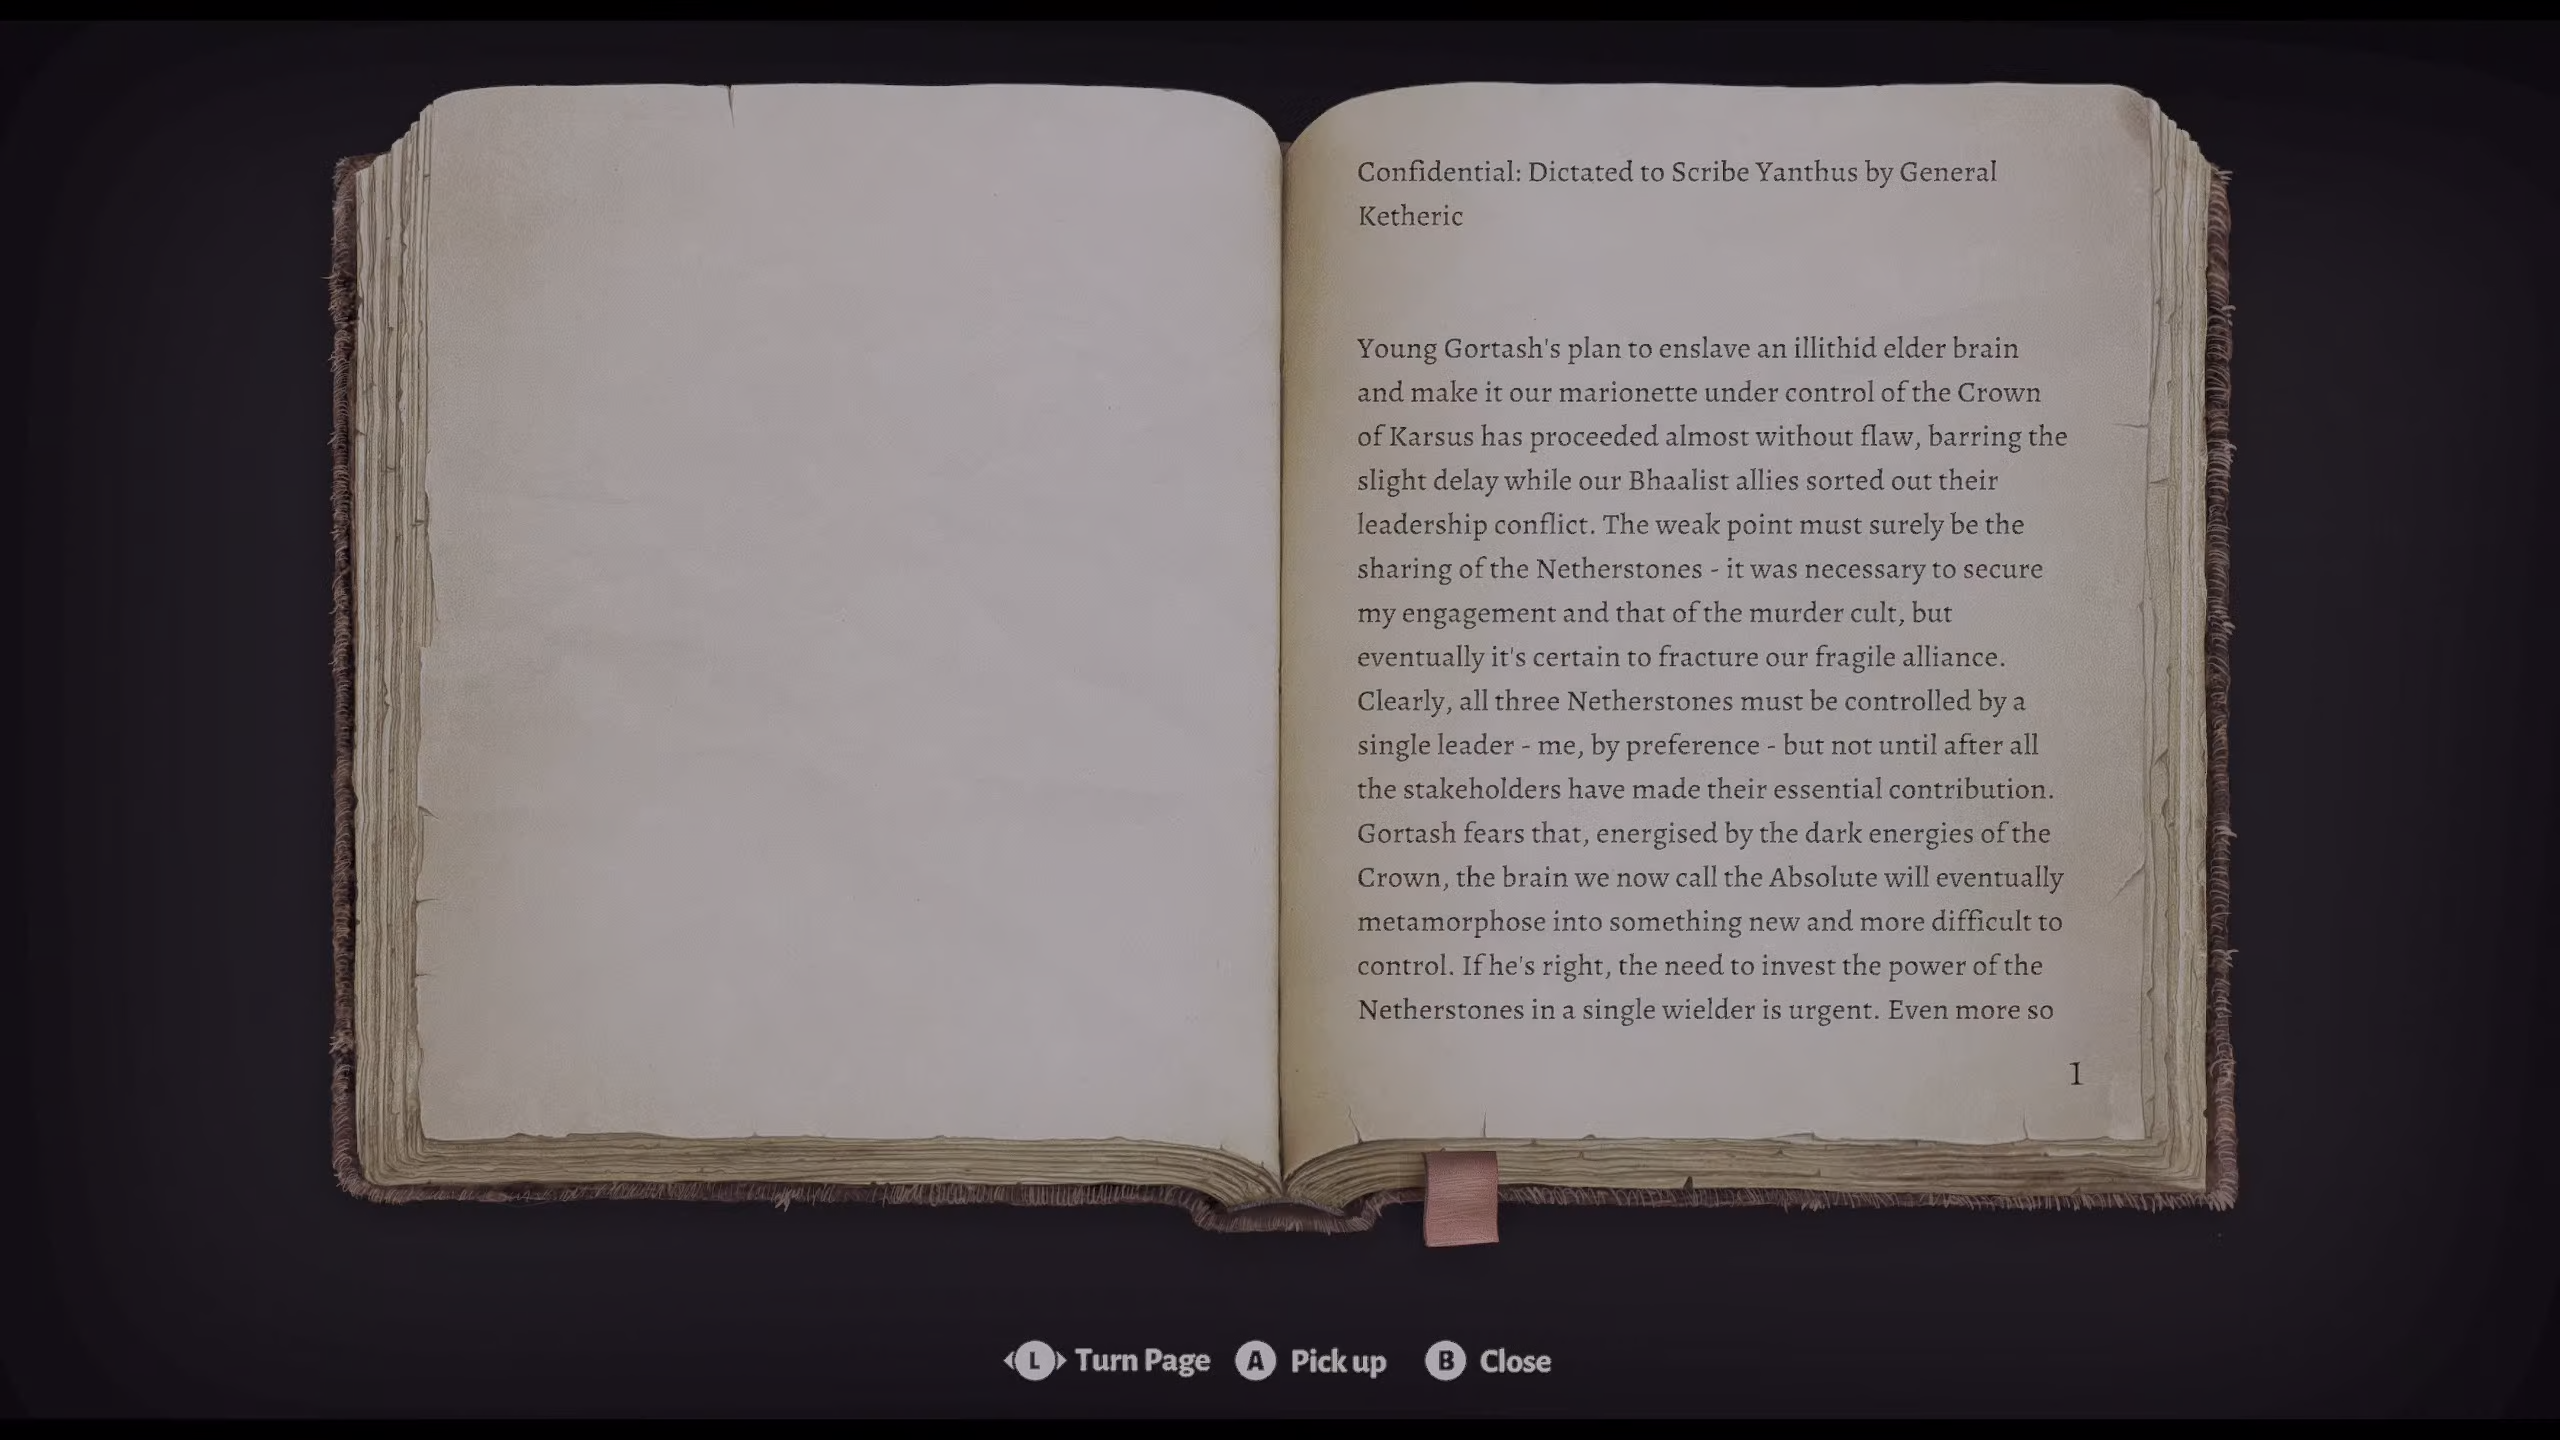 Confidential: Dictated to Scribe Yanthus by General
Ketheric
Young Gortash's plan to enslave an illithid elder brain
and make it our marionette under control of the Crown
of Karsus has proceeded almost without flaw, barring the
slight delay while our Bhaalist allies sorted out their
leadership conflict. The weak point must surely be the
sharing of the Netherstones - it was necessary to secure
my engagement and that of the murder cult, but
eventually it's certain to fracture our fragile alliance.
Clearly, all three Netherstones must be controlled by a
single leader - me, by preference - but not until after all
the stakeholders have made their essential contribution.
Gortash fears that, energised by the dark energies of the
Crown, the brain we now call the Absolute will eventually
metamorphose into something new and more difficult to
control. If he's right, the need to invest the power of the
Netherstones in a single wielder is urgent. Even more so
1
L Turn Page A Pick up B Close